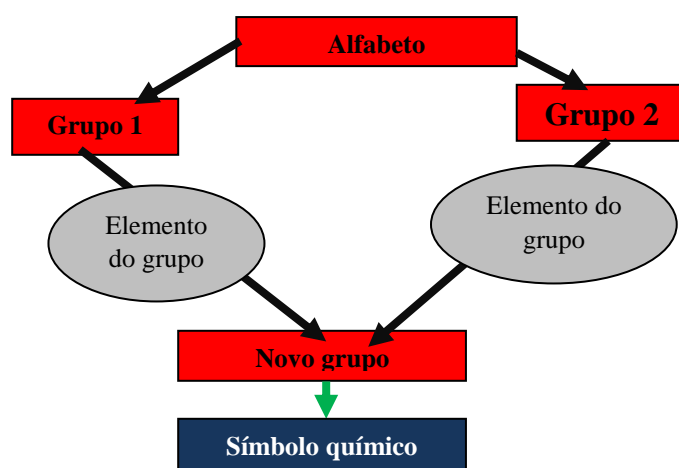 Alfabeto
Grupo 1
Grupo 2
Elemento
do grupo
Elemento do
grupo
Novo grupo
Símbolo químico